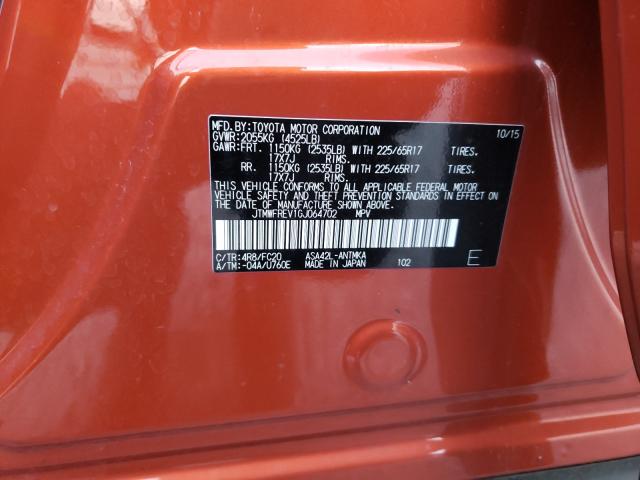 MFD.BY:TOYOTA MOTOR CORPORATION 10/15
GVWR:2055KG (4525LB)
GAWR:FRT. 1150KG (2535LB) WITH 225/65R17 TIRES.
17X7J RIMS.
RR. 1150KG (2535LB) WITH 225/65R17 TIRES.
17X7J RIMS.
THIS VEHICLE CONFORMS TO ALL APPLICABLE FEDERAL MOTOR
VEHICLE SAFETY AND THEFT PREVENTION STANDARDS IN EFFECT
ON THE DATE OF MANUFACTURE SHOWN ABOVE.
JTMWFREV1GJ064702 MPV
C/TR:4R8/FC20 ASA42L-ANTMKA
A/TM:-04A/U760E MADE IN JAPAN 102 E